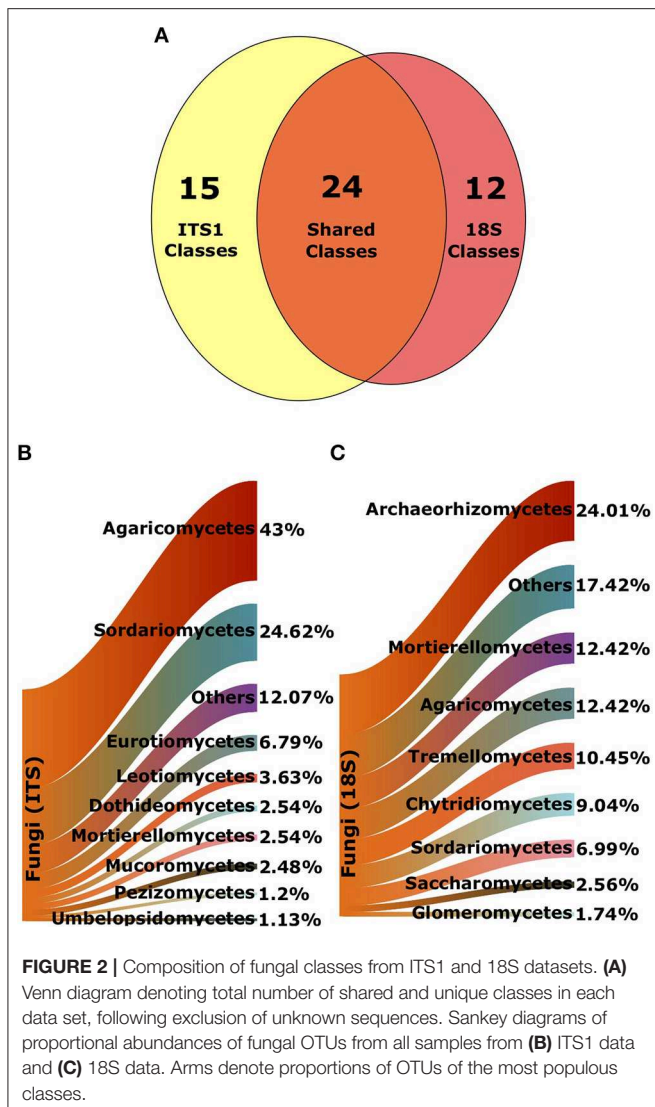 A
15
ITS1
Classes
24
Shared
Classes
12
18S
Classes
B
Fungi (ITS)
Agaricomycetes 43%
Sordariomycetes 24.62%
Others 12.07%
Eurotiomycetes 6.79%
Leotiomycetes 3.63%
Dothideomycetes 2.54%
Mortierellomycetes 2.54%
Mucoromycetes 2.48%
Pezizomycetes 1.2%
Umbelopsidomycetes 1.13%
C
Fungi (18S)
Archaeorhizomycetes 24.01%
Others 17.42%
Mortierellomycetes 12.42%
Agaricomycetes 12.42%
Tremellomycetes 10.45%
Chytridiomycetes 9.04%
Sordariomycetes 6.99%
Saccharomycetes 2.56%
Glomeromycetes 1.74%
FIGURE 2 | Composition of fungal classes from ITS1 and 18S datasets. (A)
Venn diagram denoting total number of shared and unique classes in each
data set, following exclusion of unknown sequences. Sankey diagrams of
proportional abundances of fungal OTUs from all samples from (B) ITS1 data
and (C) 18S data. Arms denote proportions of OTUs of the most populous
classes.